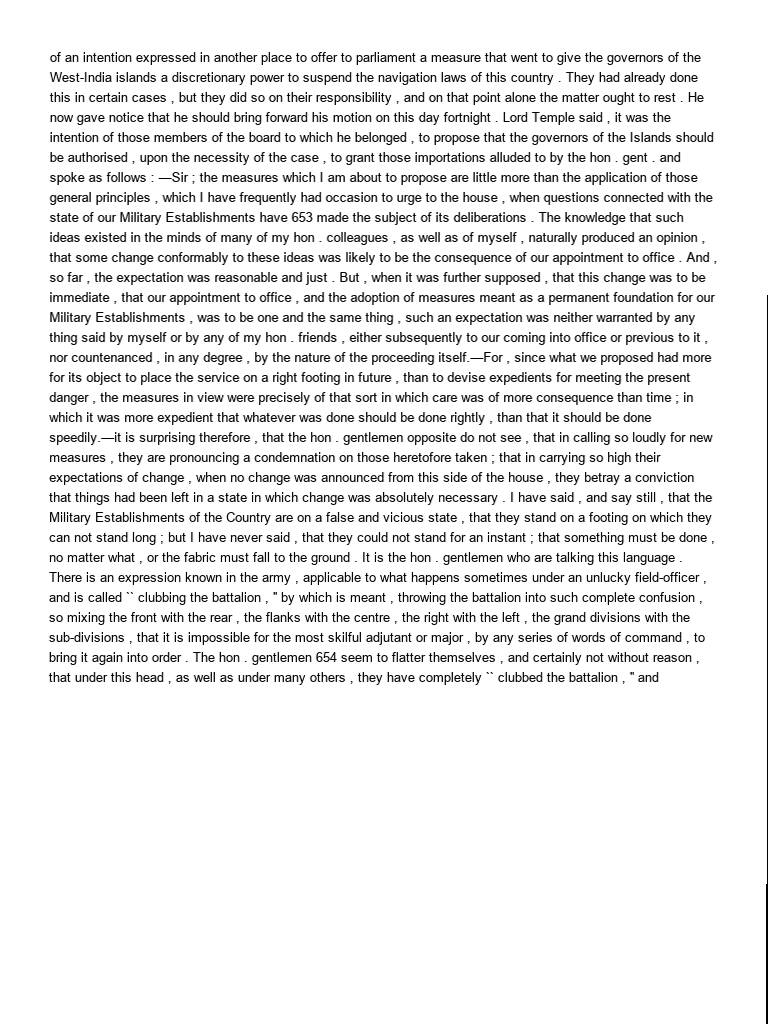 of an intention expressed in another place to offer to parliament a measure that went to give the governors of the
West-India islands a discretionary power to suspend the navigation laws of this country . They had already done
this in certain cases , but they did so on their responsibility , and on that point alone the matter ought to rest . He
now gave notice that he should bring forward his motion on this day fortnight . Lord Temple said , it was the
intention of those members of the board to which he belonged , to propose that the governors of the Islands should
be authorised , upon the necessity of the case , to grant those importations alluded to by the hon . gent . and
spoke as follows : —Sir ; the measures which I am about to propose are little more than the application of those
general principles , which I have frequently had occasion to urge to the house , when questions connected with the
state of our Military Establishments have 653 made the subject of its deliberations . The knowledge that such
ideas existed in the minds of many of my hon . colleagues , as well as of myself , naturally produced an opinion ,
that some change conformably to these ideas was likely to be the consequence of our appointment to office . And ,
so far , the expectation was reasonable and just . But , when it was further supposed , that this change was to be
immediate , that our appointment to office , and the adoption of measures meant as a permanent foundation for our
Military Establishments , was to be one and the same thing , such an expectation was neither warranted by any
thing said by myself or by any of my hon . friends , either subsequently to our coming into office or previous to it ,
nor countenanced , in any degree , by the nature of the proceeding itself.—For , since what we proposed had more
for its object to place the service on a right footing in future , than to devise expedients for meeting the present
danger , the measures in view were precisely of that sort in which care was of more consequence than time ; in
which it was more expedient that whatever was done should be done rightly , than that it should be done
speedily.—it is surprising therefore , that the hon . gentlemen opposite do not see , that in calling so loudly for new
measures , they are pronouncing a condemnation on those heretofore taken ; that in carrying so high their
expectations of change , when no change was announced from this side of the house , they betray a conviction
that things had been left in a state in which change was absolutely necessary . I have said , and say still , that the
Military Establishments of the Country are on a false and vicious state , that they stand on a footing on which they
can not stand long ; but I have never said , that they could not stand for an instant ; that something must be done ,
no matter what , or the fabric must fall to the ground . It is the hon . gentlemen who are talking this language .
There is an expression known in the army , applicable to what happens sometimes under an unlucky field-officer ,
and is called `` clubbing the battalion , " by which is meant , throwing the battalion into such complete confusion ,
so mixing the front with the rear , the flanks with the centre , the right with the left , the grand divisions with the
sub-divisions , that it is impossible for the most skilful adjutant or major , by any series of words of command , to
bring it again into order . The hon . gentlemen 654 seem to flatter themselves , and certainly not without reason ,
that under this head , as well as under many others , they have completely `` clubbed the battalion , " and